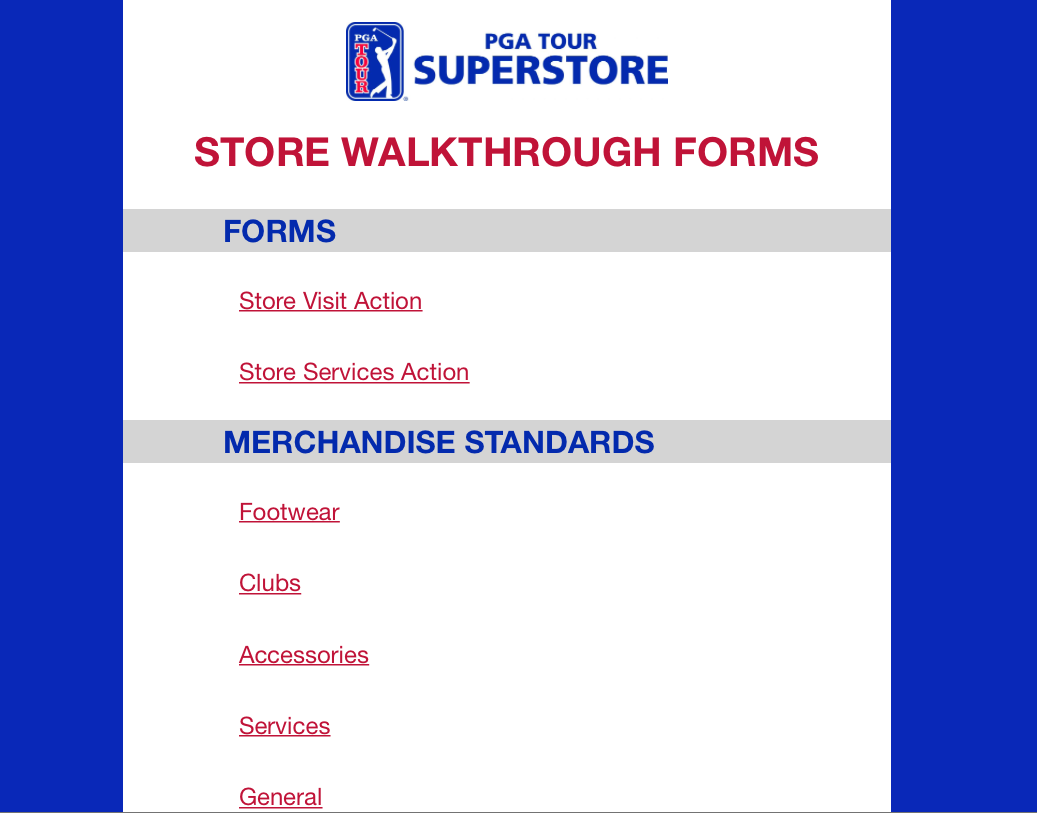 PGA
TOUR
PGA TOUR
SUPERSTORE
STORE WALKTHROUGH FORMS
FORMS
Store Visit Action
Store Services Action
MERCHANDISE STANDARDS
Footwear
Clubs
Accessories
Services
General